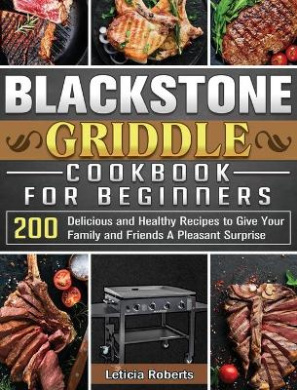 BLACKSTONE
GRIDDLE
COOKBOOK
FOR BEGINNERS
200 Delicious and Healthy Recipes to Give Your
Family and Friends A Pleasant Surprise
Leticia Roberts